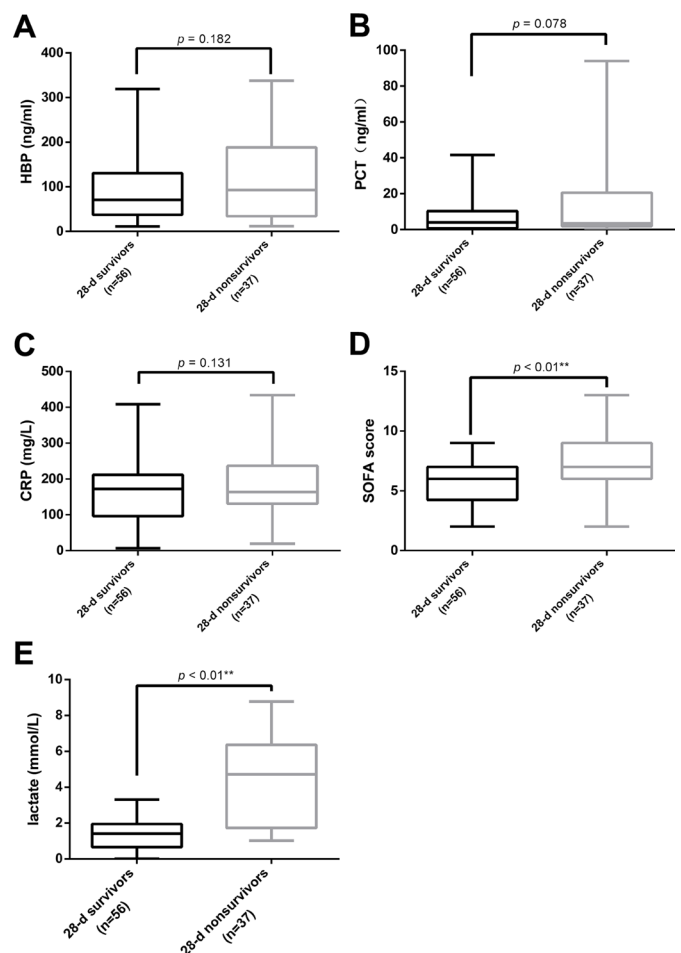 A
p = 0.182
400
300
200
100
0
HBP (ng/ml)
28-d survivors
(n=56)
28-d nonsurvivors
(n=37)
B
p = 0.078
100
80
60
40
20
0
PCT（ng/ml）
28-d survivors
(n=56)
28-d nonsurvivors
(n=37)
C
p = 0.131
500
400
300
200
100
0
CRP (mg/L)
28-d survivors
(n=56)
28-d nonsurvivors
(n=37)
D
p < 0.01**
15
10
5
0
SOFA score
28-d survivors
(n=56)
28-d nonsurvivors
(n=37)
E
p < 0.01**
10
8
6
4
2
0
lactate (mmol/L)
28-d survivors
(n=56)
28-d nonsurvivors
(n=37)